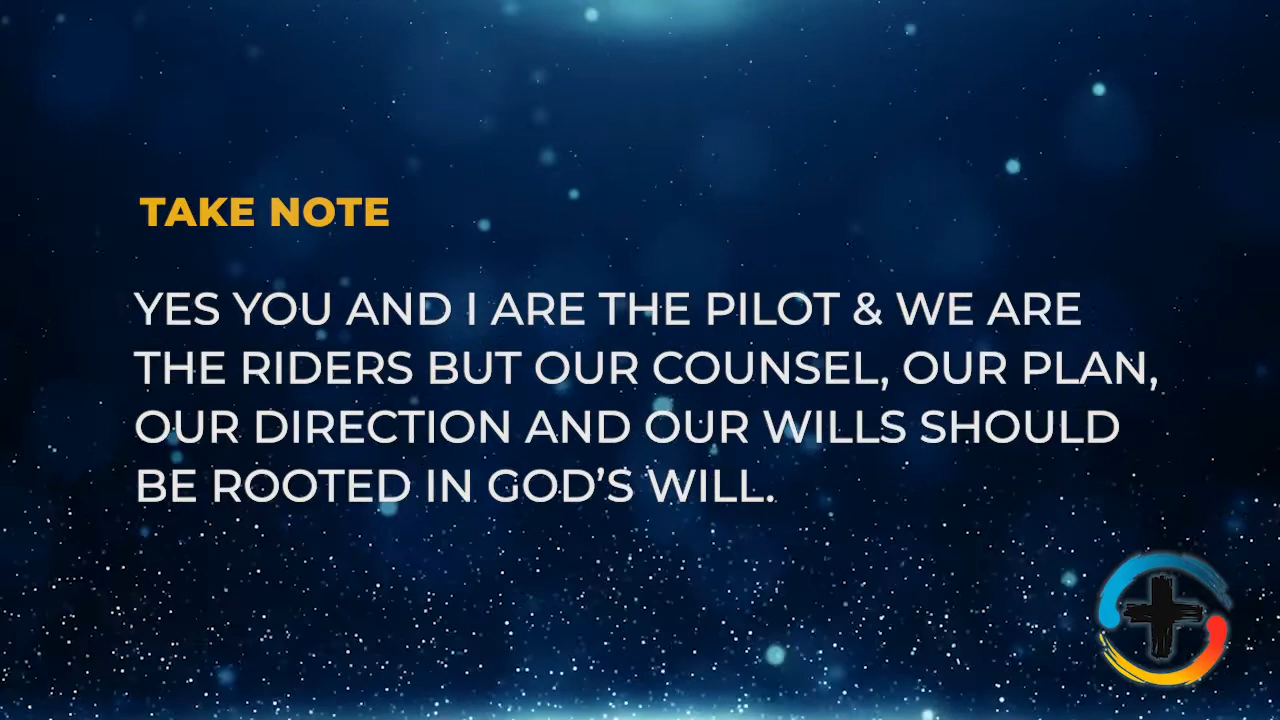 TAKE NOTE
YES YOU AND I ARE THE PILOT & WE ARE
THE RIDERS BUT OUR COUNSEL, OUR PLAN,
OUR DIRECTION AND OUR WILLS SHOULD
BE ROOTED IN GOD’S WILL.